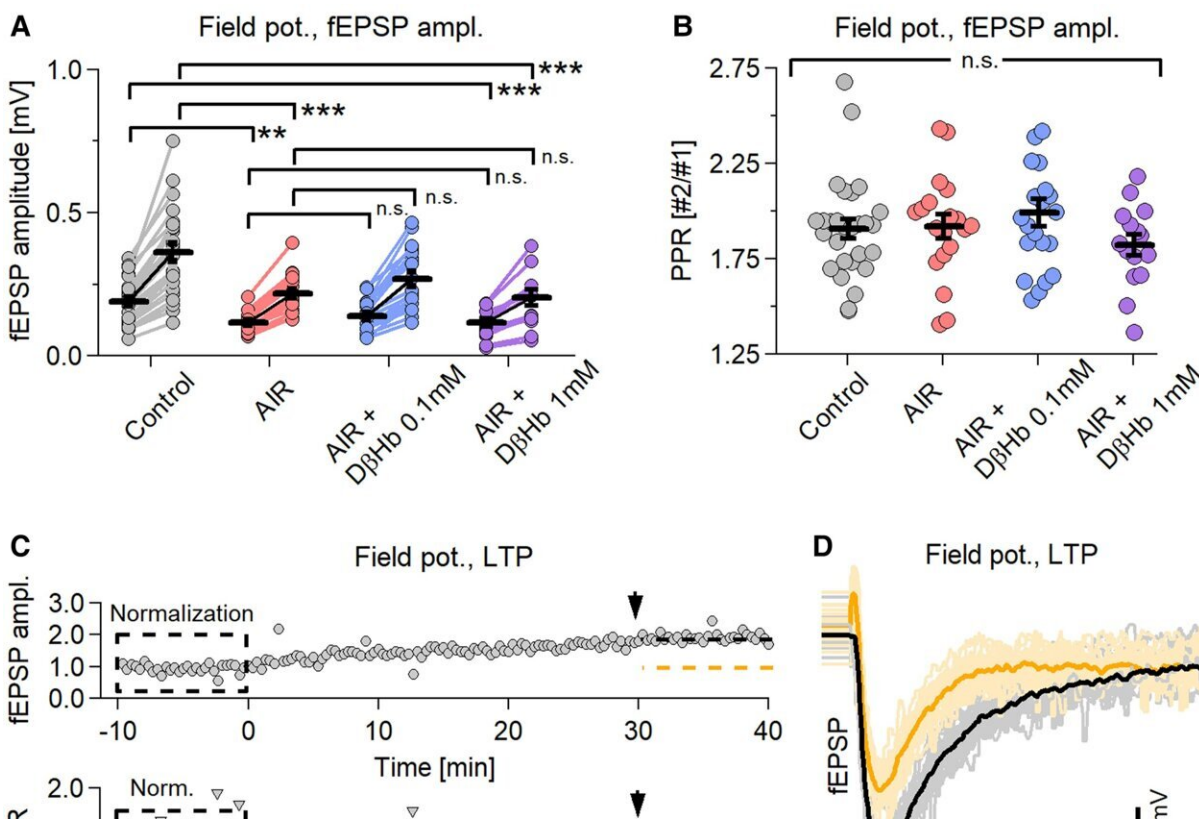 A
Field pot., fEPSP ampl.
fEPSP amplitude [mV]
1.0
0.5
0.0
***
***
***
**
n.s.
n.s.
n.s.
n.s.
Control
AIR
AIR +
DβHb 0.1mM
AIR +
DβHb 1mM
B
Field pot., fEPSP ampl.
n.s.
PPR [#2/#1]
2.75
2.25
1.75
1.25
Control
AIR
AIR +
DβHb 0.1mM
AIR +
DβHb 1mM
C
Field pot., LTP
fEPSP ampl.
3.0
2.0
1.0
0.0
Normalization
-10
0
10
20
30
40
Time [min]
2.0
Norm.
D
Field pot., LTP
fEPSP
mV